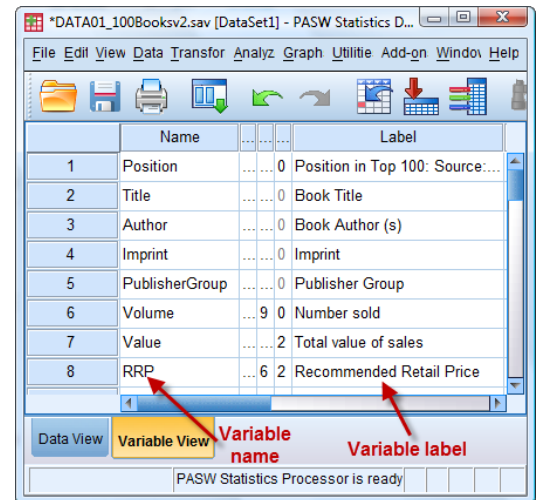 *DATA01_100Booksv2.sav [DataSet1] - PASW Statistics D...
File Edit View Data Transfor Analyz Graph Utilitie Add-on Window Help
Name ... ... ... Label
1 Position ... ... 0 Position in Top 100: Source:...
2 Title ... ... 0 Book Title
3 Author ... ... 0 Book Author (s)
4 Imprint ... ... 0 Imprint
5 PublisherGroup ... ... 0 Publisher Group
6 Volume ... 9 0 Number sold
7 Value ... ... 2 Total value of sales
8 RRP ... 6 2 Recommended Retail Price
Data View Variable View
Variable
name
Variable label
PASW Statistics Processor is ready